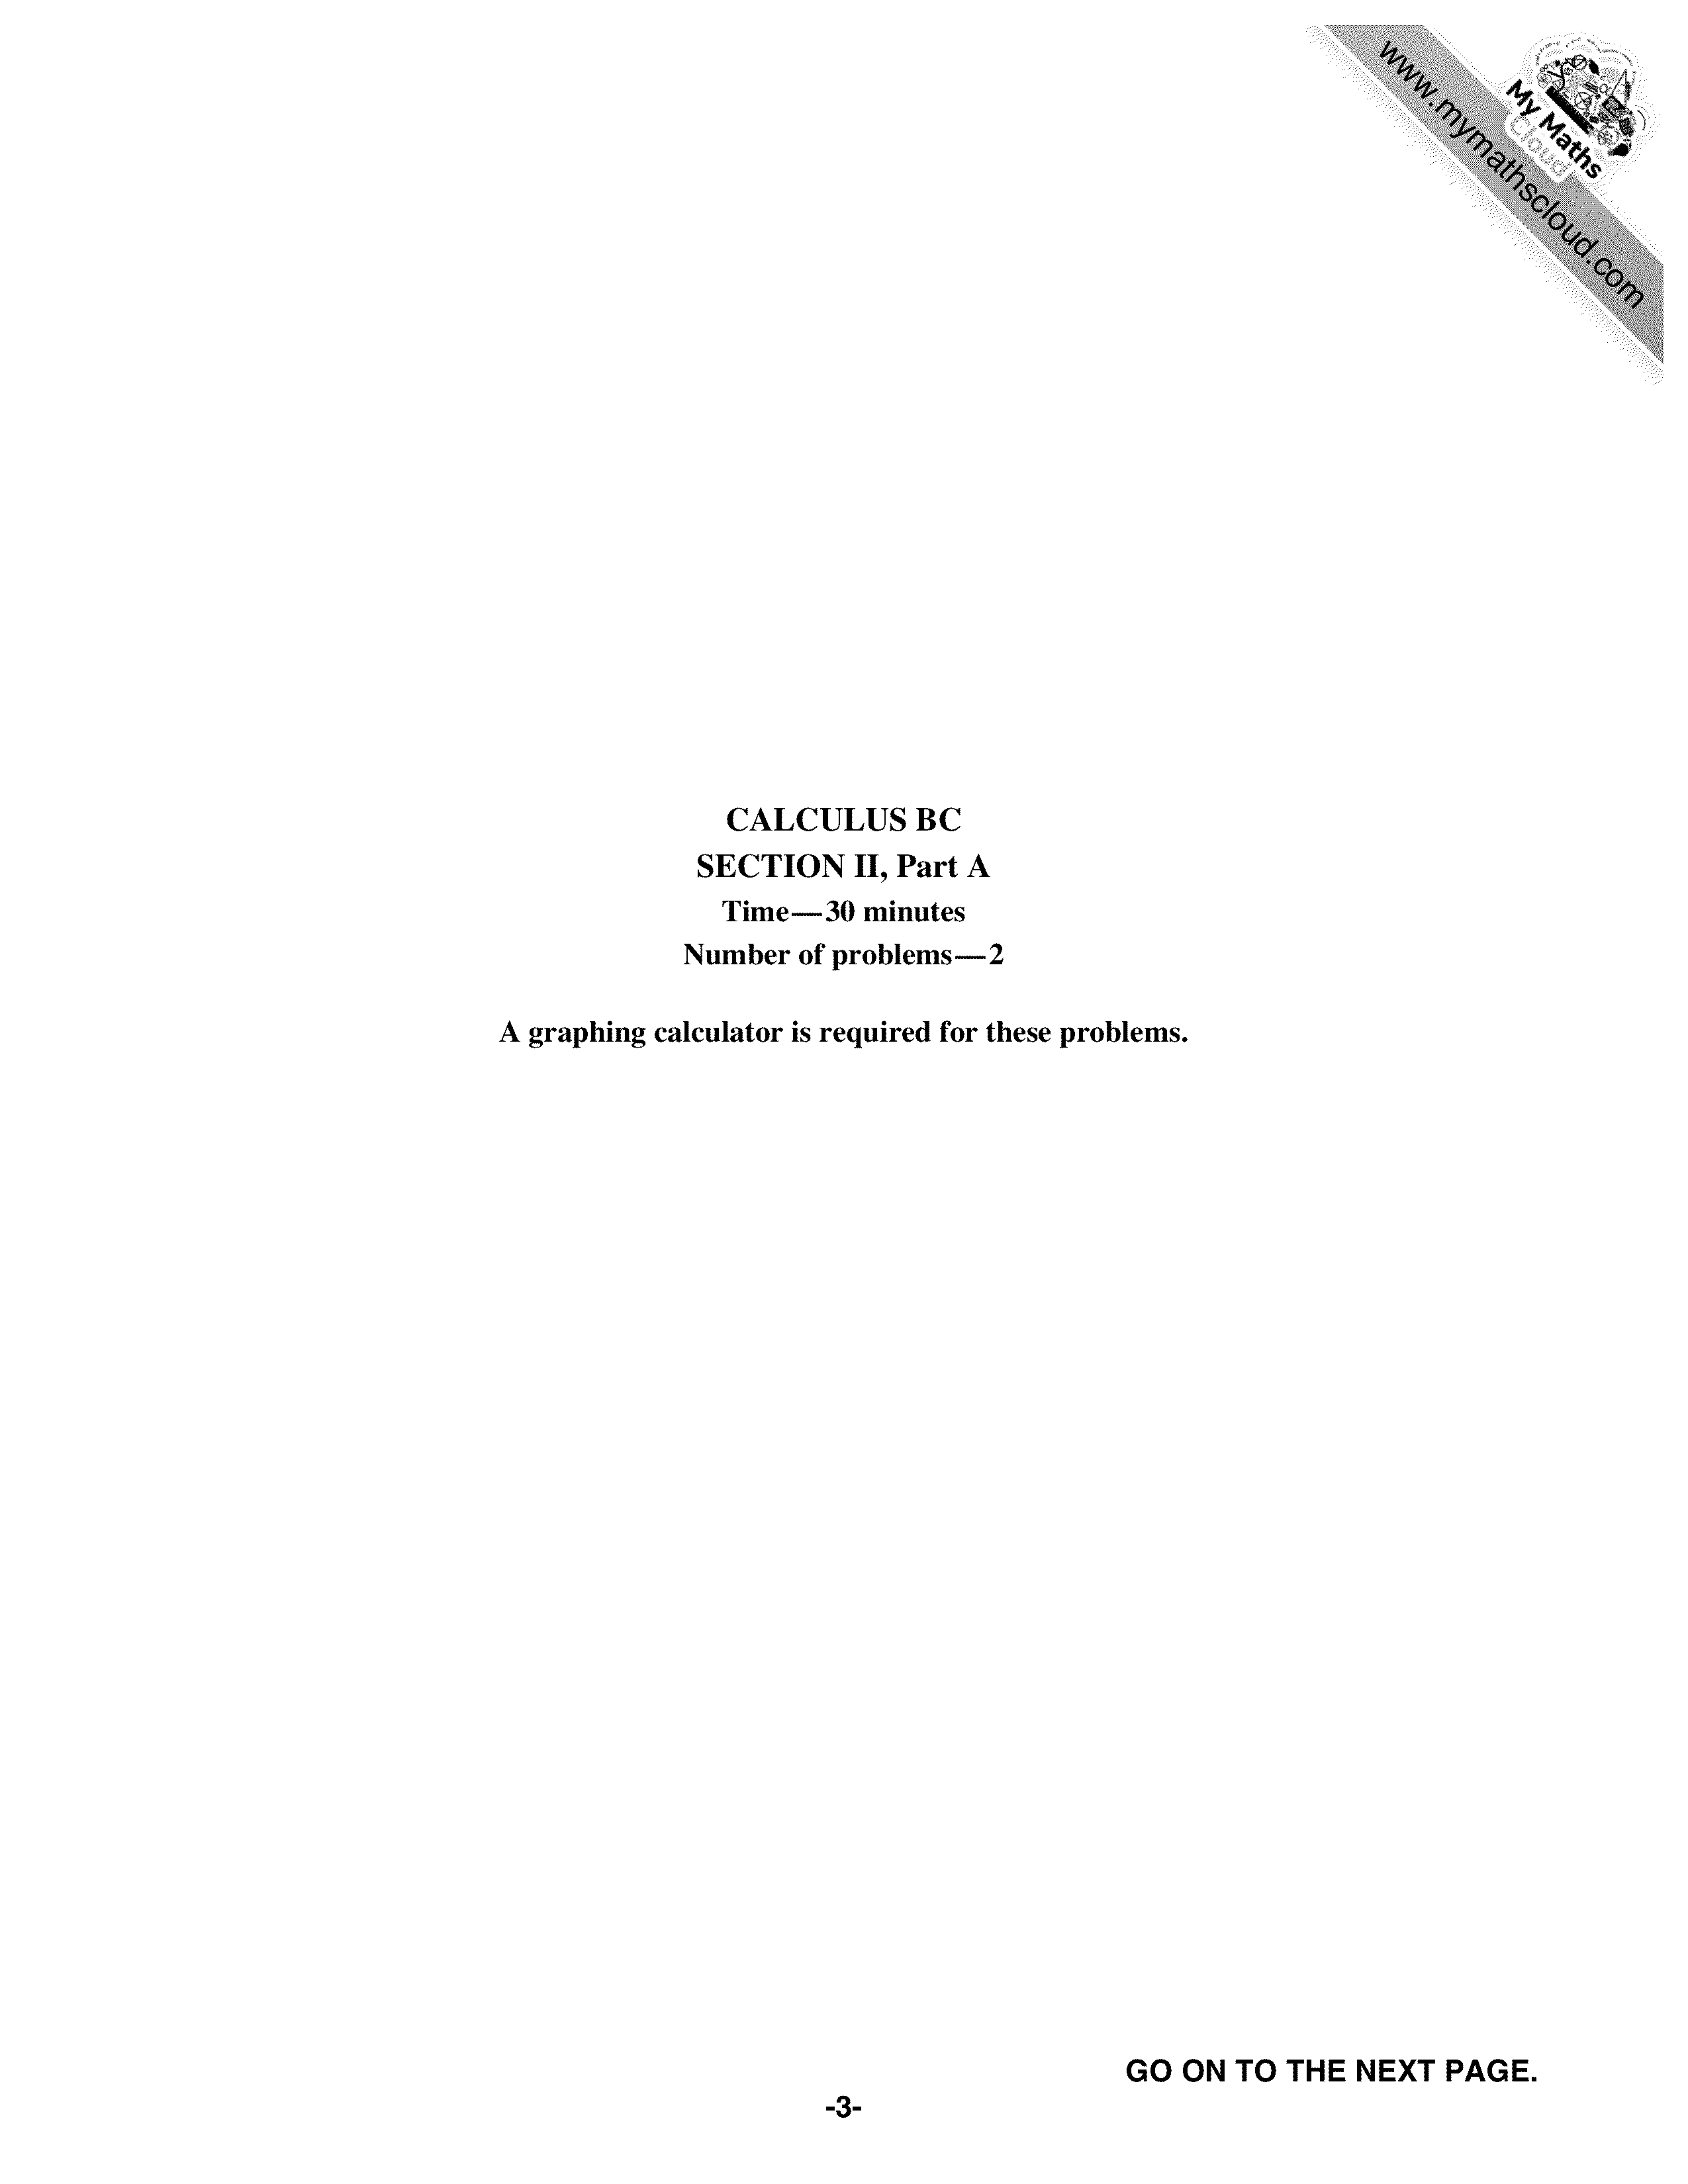 www.mymathscloud.com
My Maths
Cloud
CALCULUS BC
SECTION II, Part A
Time—30 minutes
Number of problems—2
A graphing calculator is required for these problems.
GO ON TO THE NEXT PAGE.
-3-